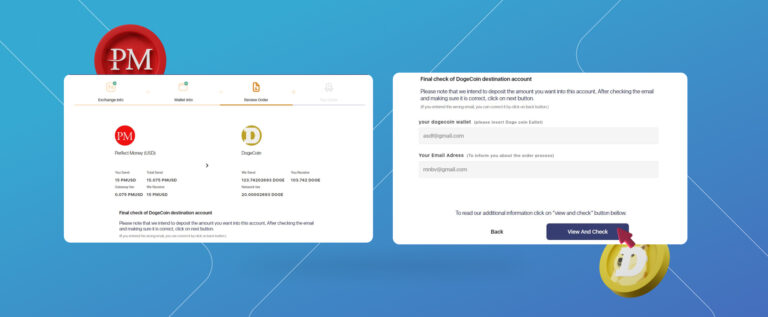 PM
Exchange Info
Wallet Info
Review Order
Pay Order
PM
Perfect Money (USD)
DogeCoin
You Send
Total Send
We Send
You Receive
15 PMUSD
15.075 PMUSD
123.76202693 DOGE
103.762 DOGE
Gateway fee
We Receive
Network fee
0.075 PMUSD
15 PMUSD
20.00002693 DOGE
Final check of DogeCoin destination account
Please note that we intend to deposit the amount you want into this account. After checking the email
and making sure it is correct, click on next button.
(if you entered the wrong email, you can correct it by click on back button.)
Final check of DogeCoin destination account
Please note that we intend to deposit the amount you want into this account. After checking the email
and making sure it is correct, click on next button.
(if you entered the wrong email, you can correct it by click on back button.)
your dogecoin wallet (please insert Doge coin Eallet)
asdf@gmail.com
Your Email Adress (To inform you about the order process)
mnbv@gmail.com
To read our additional information click on "view and check" button bellow.
Back
View And Check